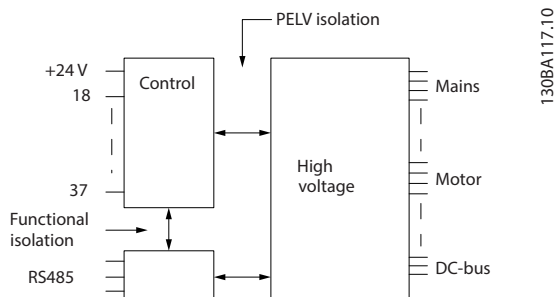 PELV isolation
+24 V
Control
Mains
18
High
voltage
Motor
37
Functional
isolation
DC-bus
RS485
130BA117.10